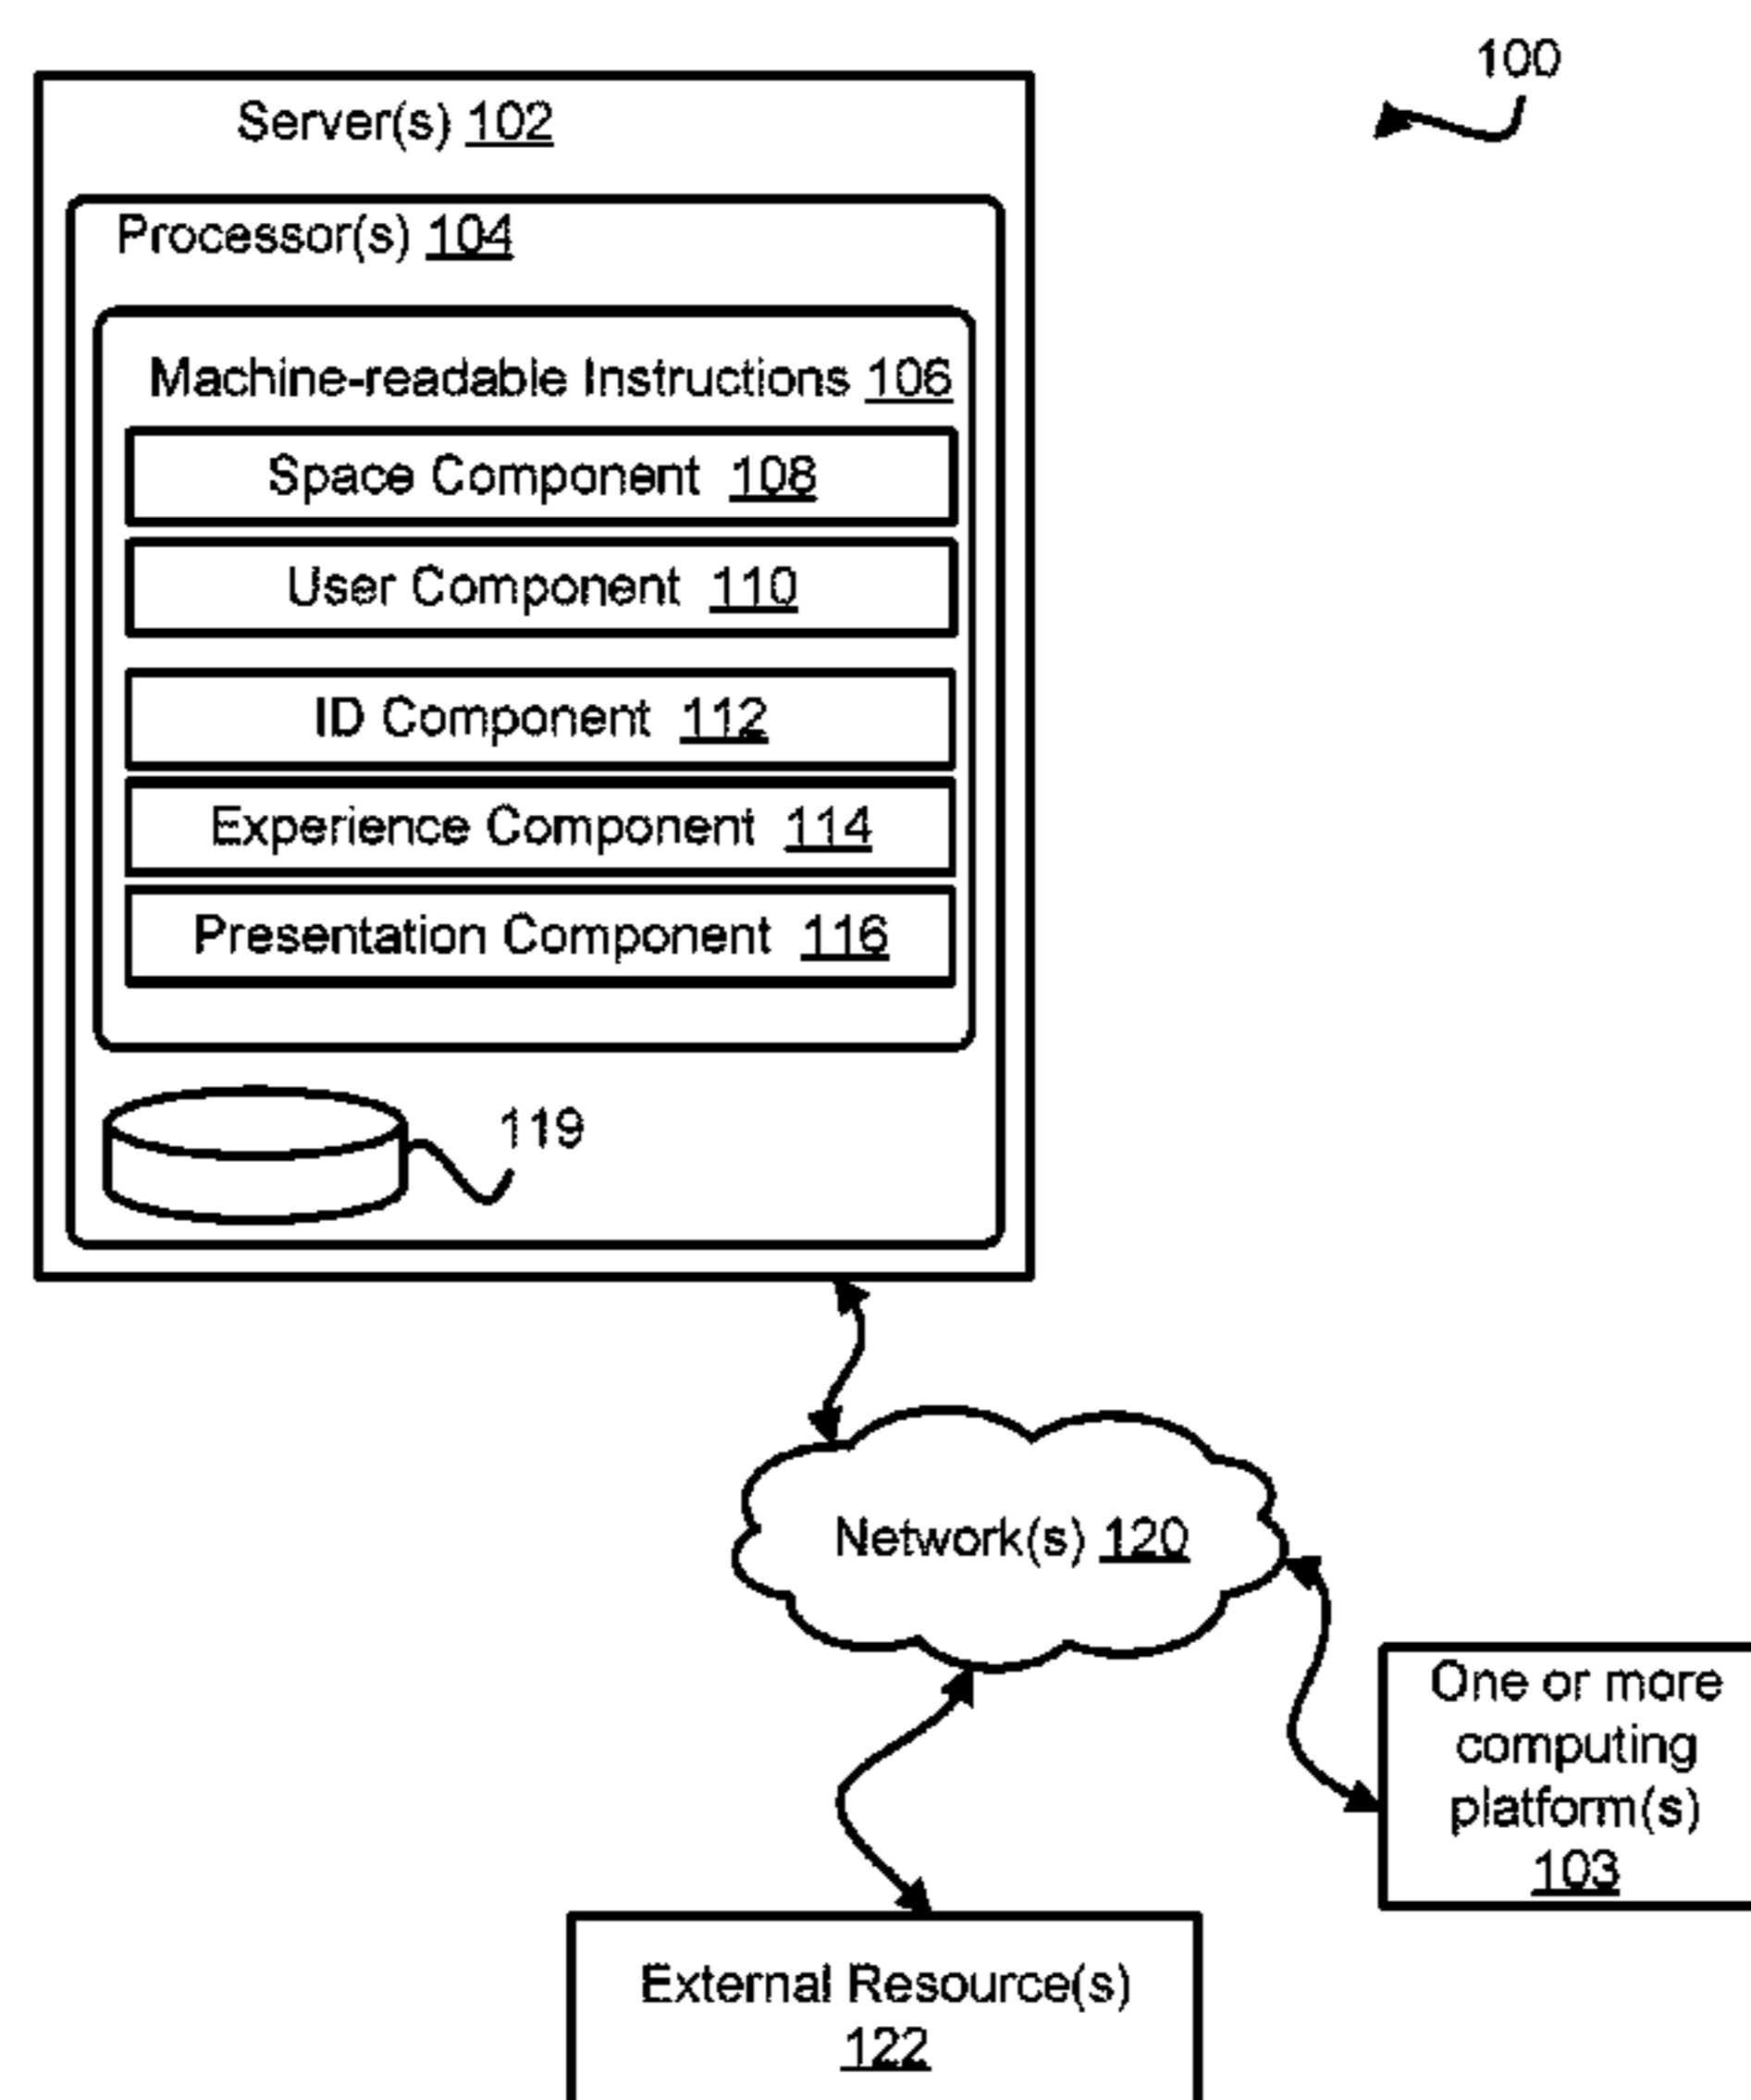 100
Server(s) 102
Processor(s) 104
Machine-readable Instructions 106
Space Component 108
User Component 110
ID Component 112
Experience Component 114
Presentation Component 116
119
Network(s) 120
One or more
computing
platform(s)
103
External Resource(s)
122